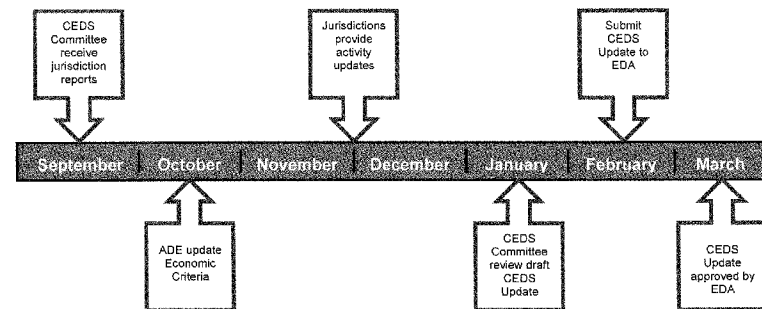 CEDS
Committee
receive
jurisdiction
reports
Jurisdictions
provide
activity
updates
Submit
CEDS
Update to
EDA
September October November December January February March
ADE update
Economic
Criteria
CEDS
Committee
review draft
CEDS
Update
CEDS
Update
approved by
EDA